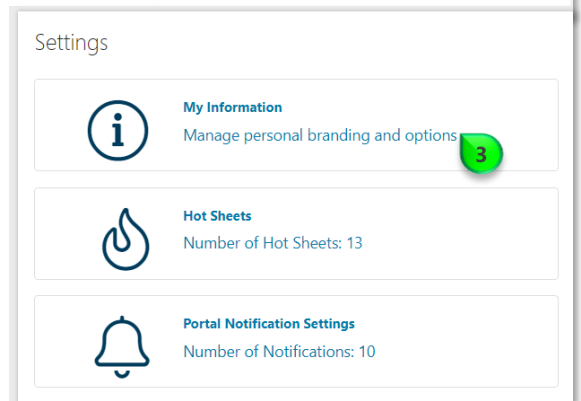 Settings
My Information
Manage personal branding and options
3
Hot Sheets
Number of Hot Sheets: 13
Portal Notification Settings
Number of Notifications: 10